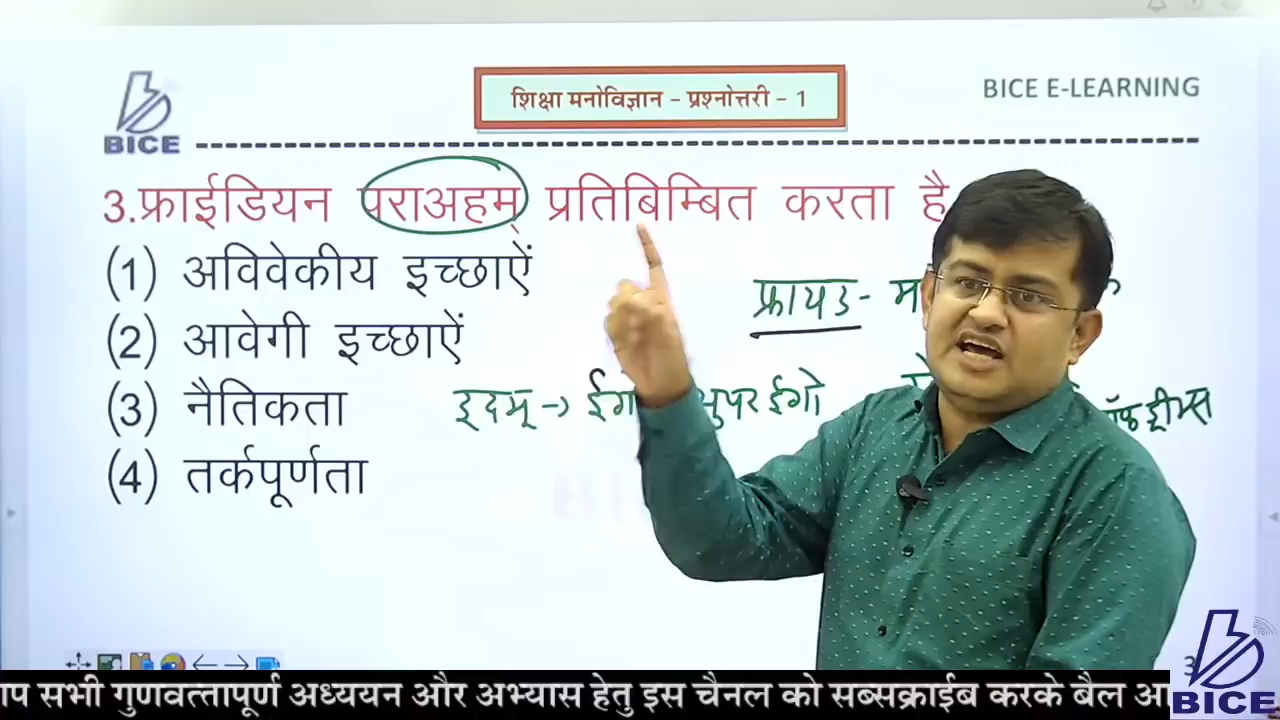 शिक्षा मनोविज्ञान – प्रश्नोत्तरी – 1
BICE E-LEARNING
BICE
3.फ्राईडियन पराअहम् प्रतिबिम्बित करता है
(1) अविवेकीय इच्छाऐं
(2) आवेगी इच्छाऐं
(3) नैतिकता
(4) तर्कपूर्णता
फ्रायड -
इदम् → सुपर ईगो
सभी गुणवत्तापूर्ण अध्ययन और अभ्यास हेतु इस चैनल को सब्सक्राईब करके बैल
BICE